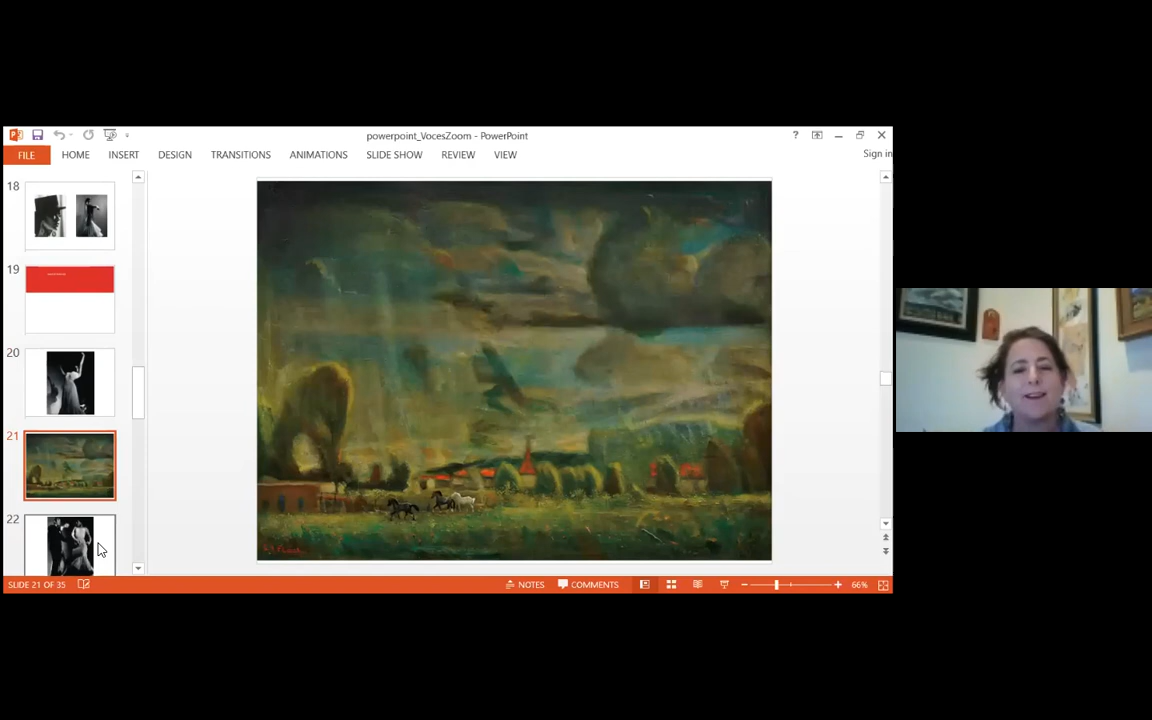 powerpoint_VocesZoom - PowerPoint
?
FILE HOME INSERT DESIGN TRANSITIONS ANIMATIONS SLIDE SHOW REVIEW VIEW Sign in
18
19
20
21
22
SLIDE 21 OF 35 NOTES COMMENTS 66%